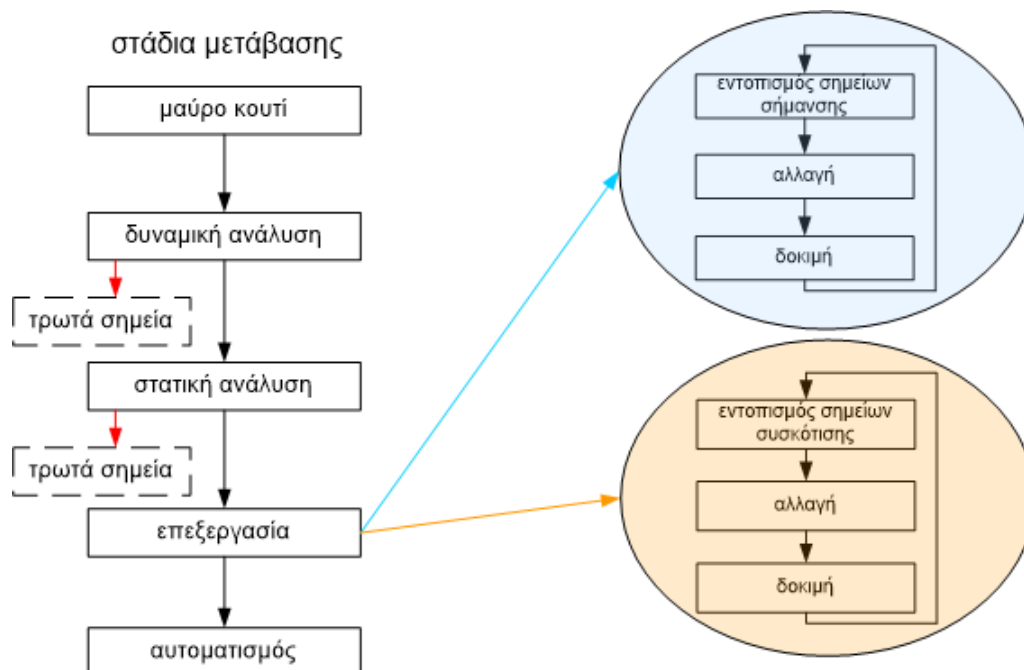 στάδια μετάβασης
μαύρο κουτί
δυναμική ανάλυση
τρωτά σημεία
στατική ανάλυση
τρωτά σημεία
επεξεργασία
αυτοματισμός
εντοπισμός σημείων
σήμανσης
αλλαγή
δοκιμή
εντοπισμός σημείων
συσκότισης
αλλαγή
δοκιμή